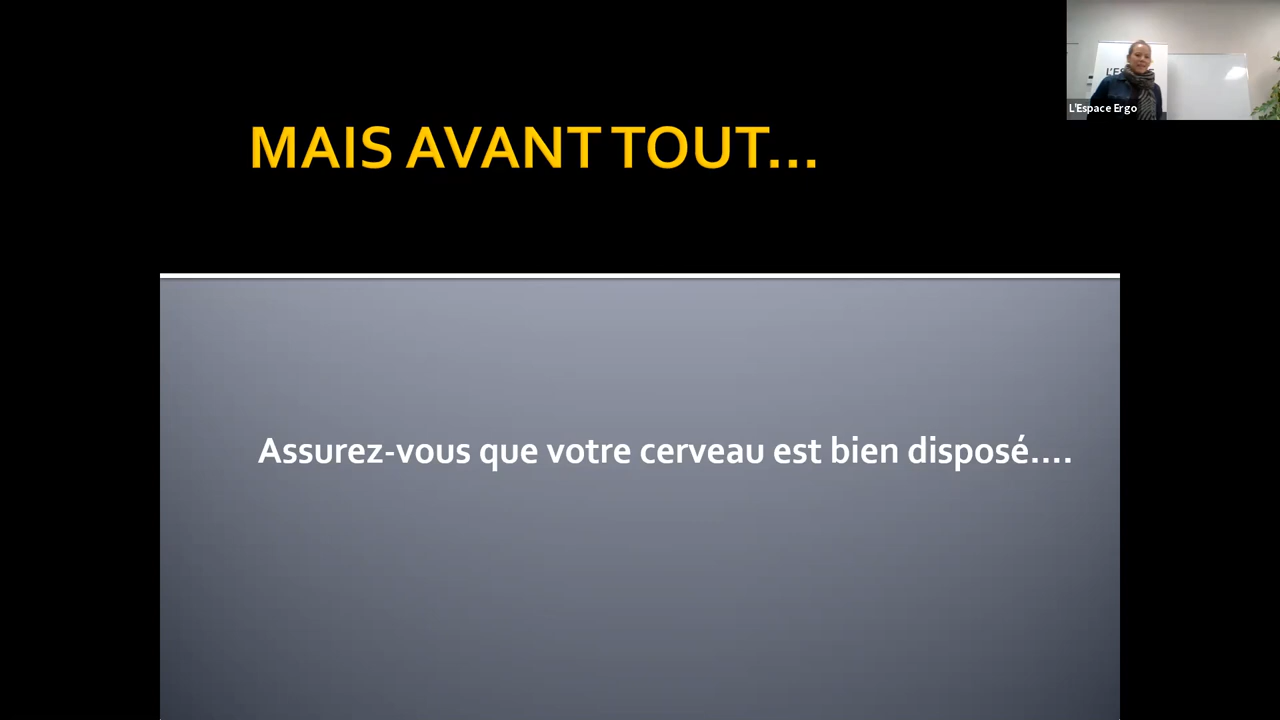 MAIS AVANT TOUT...
L'Espace Ergo
Assurez-vous que votre cerveau est bien disposé....